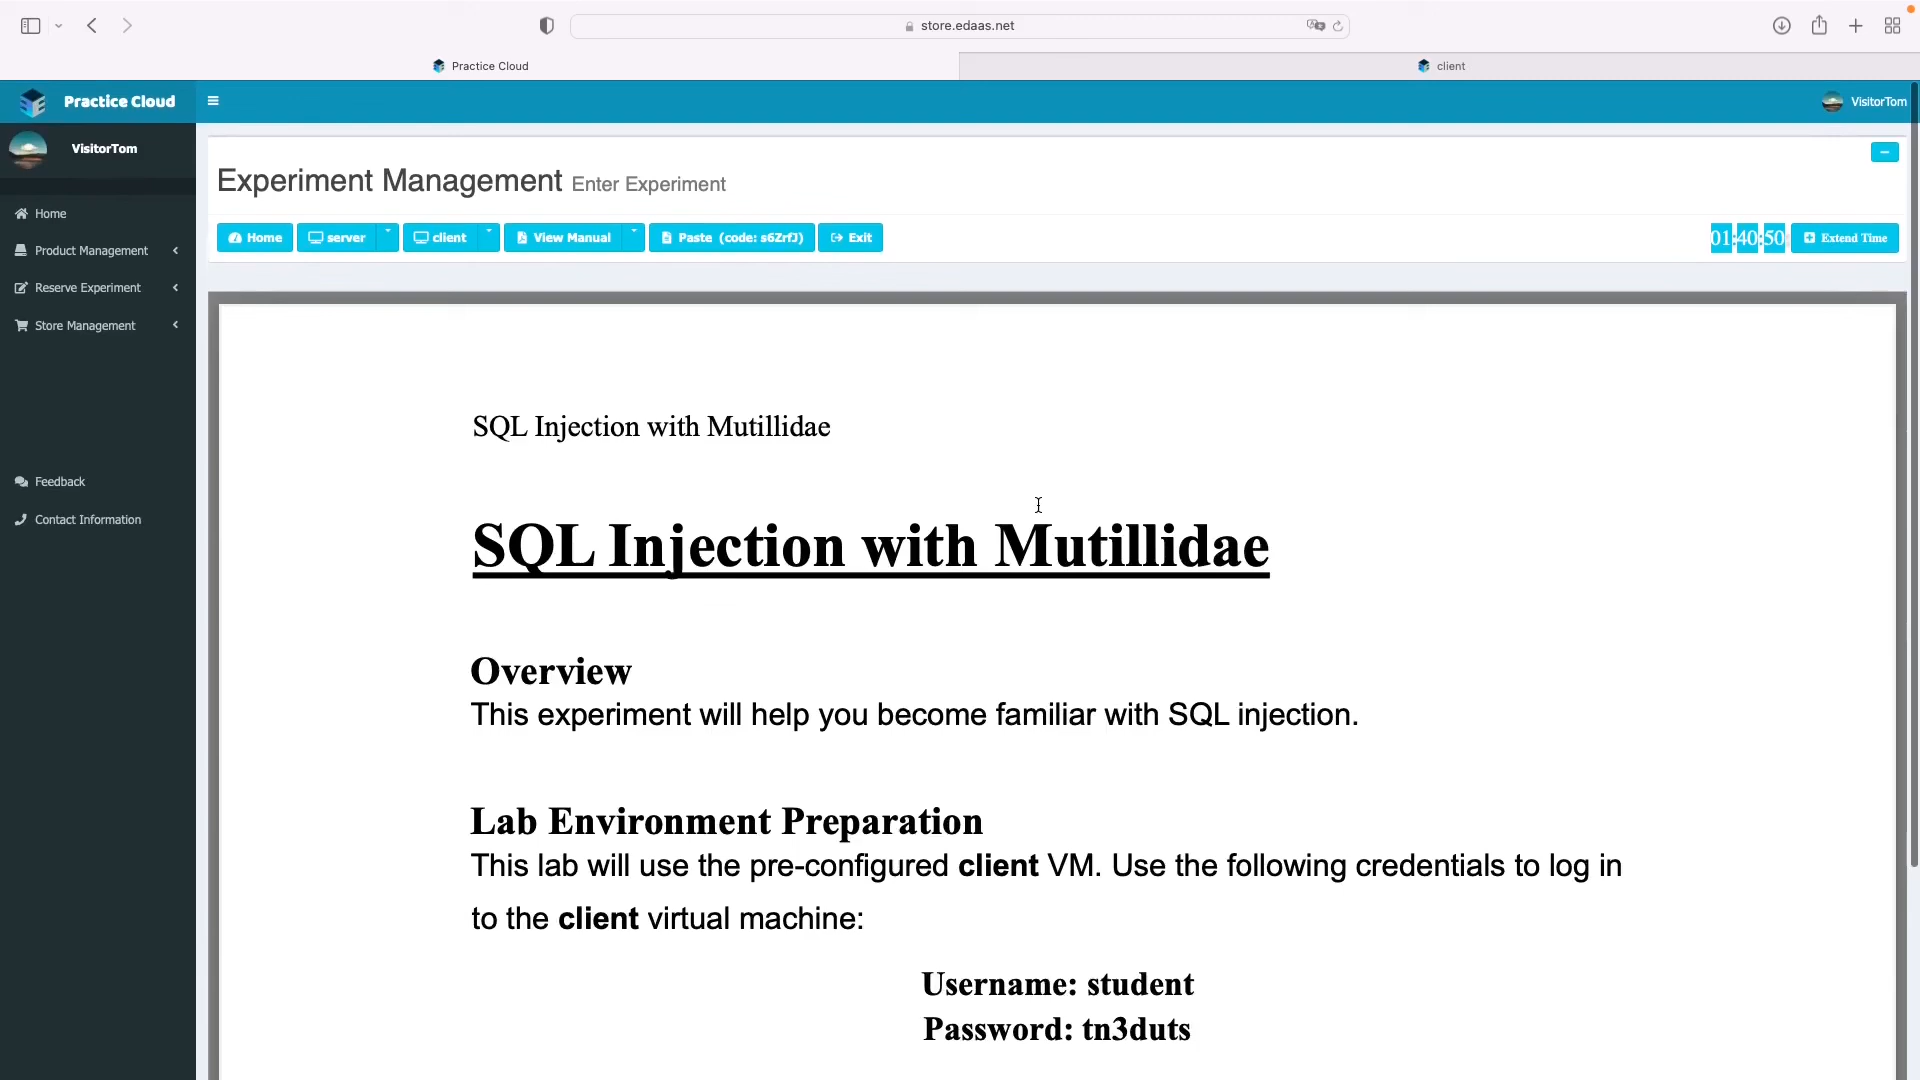 store.edaas.net
Practice Cloud
client
Practice Cloud
VisitorTom
VisitorTom
Experiment Management Enter Experiment
Home
Home
server
client
View Manual
Paste (code: s6ZrfJ)
Exit
01:40:50
Extend Time
Product Management
Reserve Experiment
Store Management
Feedback
Contact Information
SQL Injection with Mutillidae
SQL Injection with Mutillidae
Overview
This experiment will help you become familiar with SQL injection.
Lab Environment Preparation
This lab will use the pre-configured client VM. Use the following credentials to log in
to the client virtual machine:
Username: student
Password: tn3duts